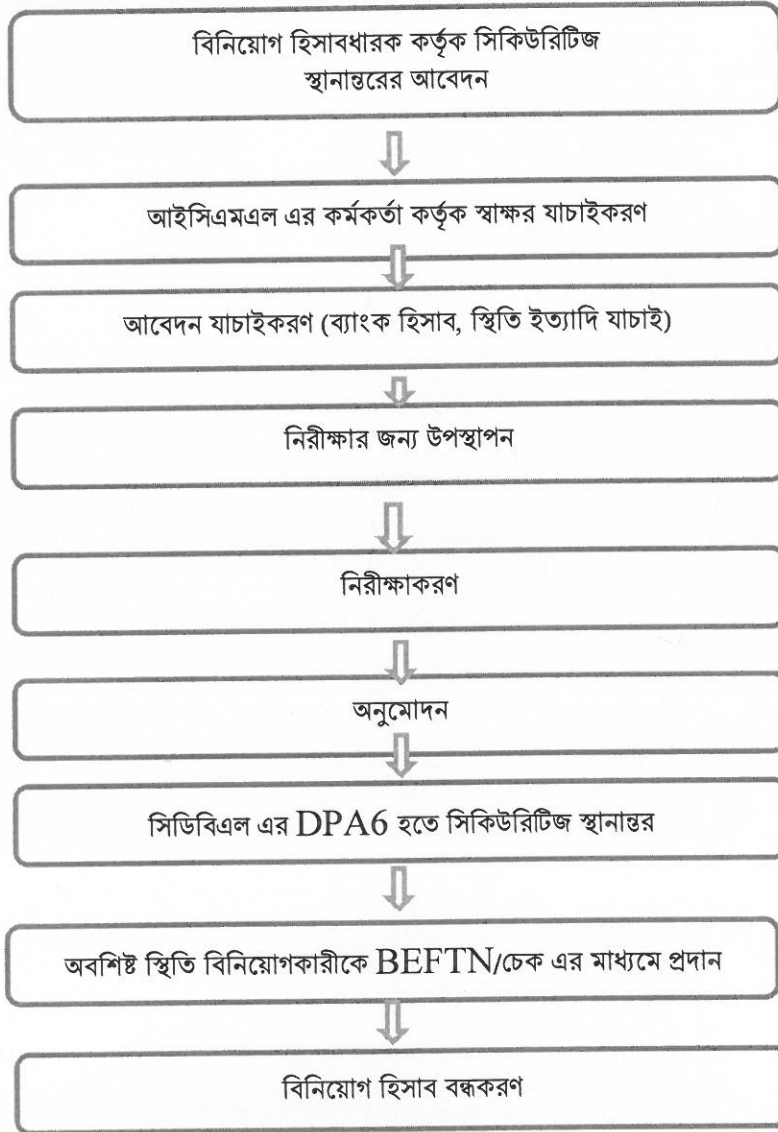 বিনিয়োগ হিসাবধারক কর্তৃক সিকিউরিটিজ
স্থানান্তরের আবেদন
আইসিএমএল এর কর্মকর্তা কর্তৃক স্বাক্ষর যাচাইকরণ
আবেদন যাচাইকরণ (ব্যাংক হিসাব, স্থিতি ইত্যাদি যাচাই)
নিরীক্ষার জন্য উপস্থাপন
নিরীক্ষাকরণ
অনুমোদন
সিডিবিএল এর DPA6 হতে সিকিউরিটিজ স্থানান্তর
অবশিষ্ট স্থিতি বিনিয়োগকারীকে BEFTN/চেক এর মাধ্যমে প্রদান
বিনিয়োগ হিসাব বন্ধকরণ